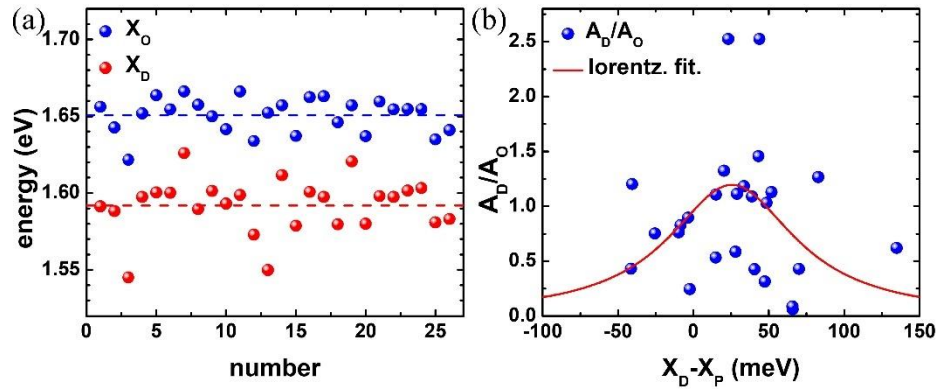 (a)
X_O
X_D
1.70
1.65
1.60
1.55
energy (eV)
0 5 10 15 20 25
number
(b)
A_D/A_O
lorentz. fit.
2.5
2.0
1.5
1.0
0.5
0.0
A_D/A_O
-100 -50 0 50 100 150
X_D-X_P (meV)